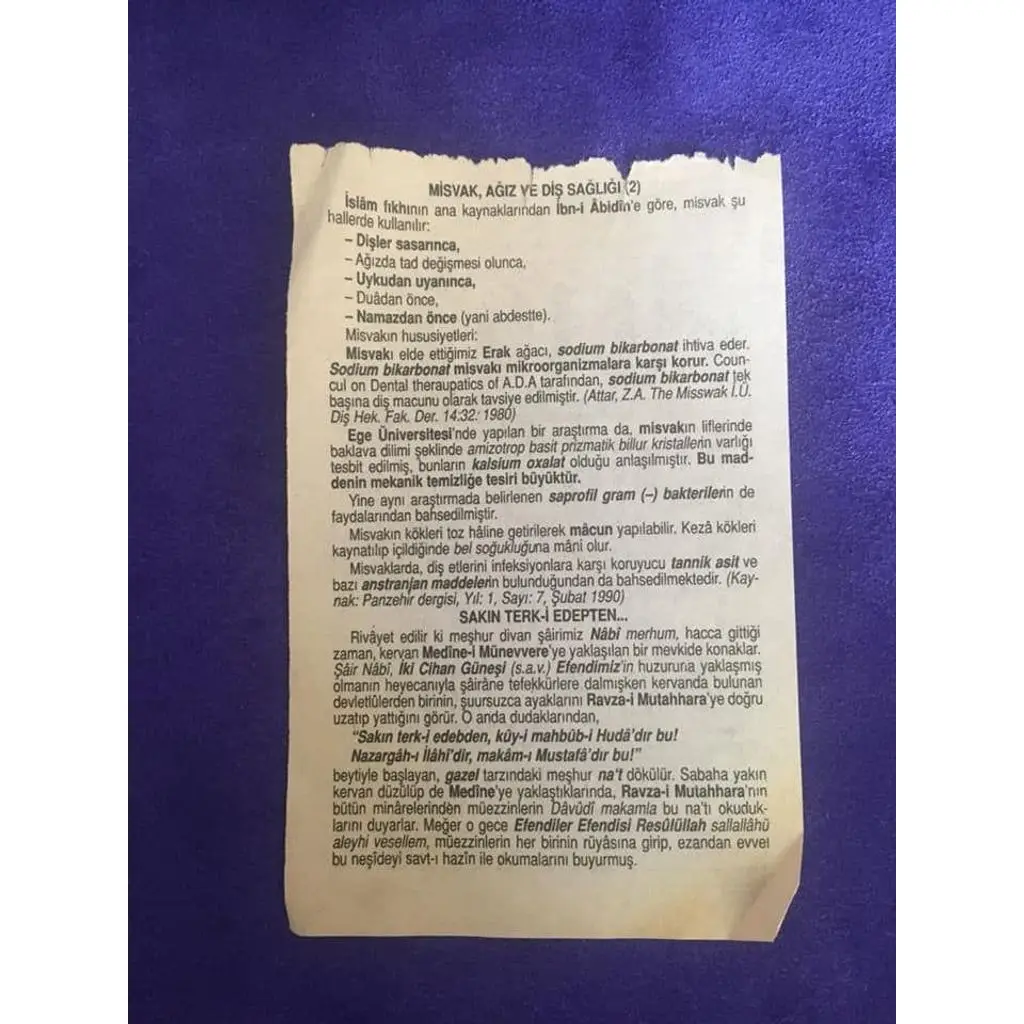 MİSVAK, AĞIZ VE DİŞ SAĞLIĞI (2)
İslâm fıkhının ana kaynaklarından İbn-i Âbidîn'e göre, misvak şu
hallerde kullanılır:
– Dişler sasarınca,
– Ağızda tad değişmesi olunca,
– Uykudan uyanınca,
– Duâdan önce,
– Namazdan önce (yani abdestte).
Misvakın hususiyetleri:
Misvakı elde ettiğimiz Erak ağacı, sodium bikarbonat ihtiva eder.
Sodium bikarbonat misvakı mikroorganizmalara karşı korur. Coun-
cul on Dental theraupatics of A.D.A tarafından, sodium bikarbonat tek
başına diş macunu olarak tavsiye edilmiştir. (Attar, Z.A. The Misswak İ.Ü.
Diş Hek. Fak. Der. 14:32: 1980)
Ege Üniversitesi'nde yapılan bir araştırma da, misvakın liflerinde
baklava dilimi şeklinde amizotrop basit prizmatik billur kristallerin varlığı
tesbit edilmiş, bunların kalsium oxalat olduğu anlaşılmıştır. Bu mad-
denin mekanik temizliğe tesiri büyüktür.
Yine aynı araştırmada belirlenen saprofil gram (–) bakterilerin de
faydalarından bahsedilmiştir.
Misvakın kökleri toz hâline getirilerek mâcun yapılabilir. Kezâ kökleri
kaynatılıp içildiğinde bel soğukluğuna mâni olur.
Misvaklarda, diş etlerini infeksiyonlara karşı koruyucu tannik asit ve
bazı anstranjan maddelerin bulunduğundan da bahsedilmektedir. (Kay-
nak: Panzehir dergisi, Yıl: 1, Sayı: 7, Şubat 1990)
SAKIN TERK-İ EDEPTEN...
Rivâyet edilir ki meşhur divan şâirimiz Nâbî merhum, hacca gittiği
zaman, kervan Medîne-i Münevvere'ye yaklaşılan bir mevkide konaklar.
Şâir Nâbî, İki Cihan Güneşi (s.a.v.) Efendimiz'in huzuruna yaklaşmış
olmanın heyecanıyla şâirâne tefekkürlere dalmışken kervanda bulunan
devletlûlerden birinin, şuursuzca ayaklarını Ravza-i Mutahhara'ye doğru
uzatıp yattığını görür. O anda dudaklarından,
"Sakın terk-i edebden, kûy-i mahbûb-i Hudâ'dır bu!
Nazargâh-ı İlâhî'dir, makâm-ı Mustafâ'dır bu!"
beytiyle başlayan, gazel tarzındaki meşhur na't dökülür. Sabaha yakın
kervan düzülüp de Medîne'ye yaklaştıklarında, Ravza-i Mutahhara'nın
bütün minârelerinden müezzinlerin Dâvûdî makamla bu na'tı okuduk-
larını duyarlar. Meğer o gece Efendiler Efendisi Resûlüllah sallallâhü
aleyhi vesellem, müezzinlerin her birinin rüyâsına girip, ezandan evvel
bu neşîdeyi savt-ı hazîn ile okumalarını buyurmuş.